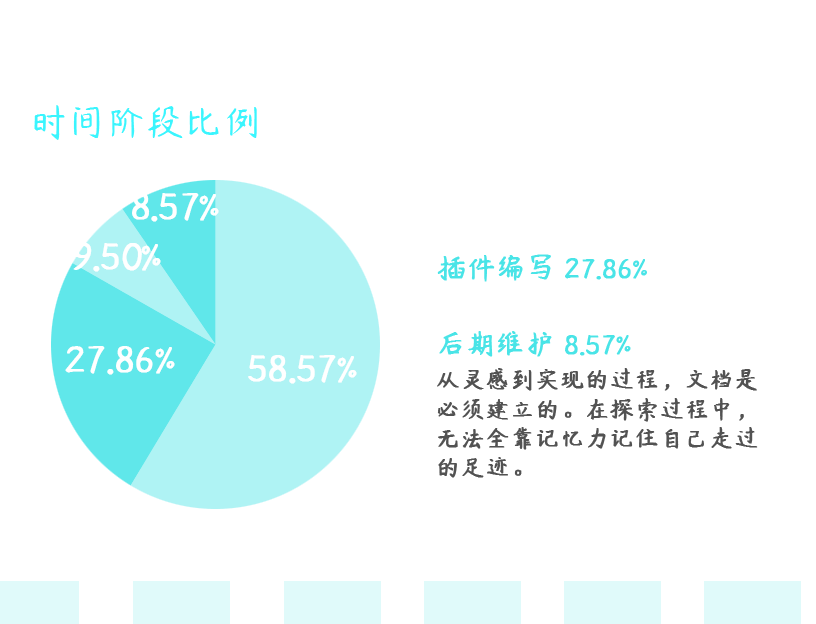 时间阶段比例
8.57%
9.50%
27.86%
58.57%
插件编写 27.86%
后期维护 8.57%
从灵感到实现的过程，文档是
必须建立的。在探索过程中，
无法全靠记忆力记住自己走过
的足迹。